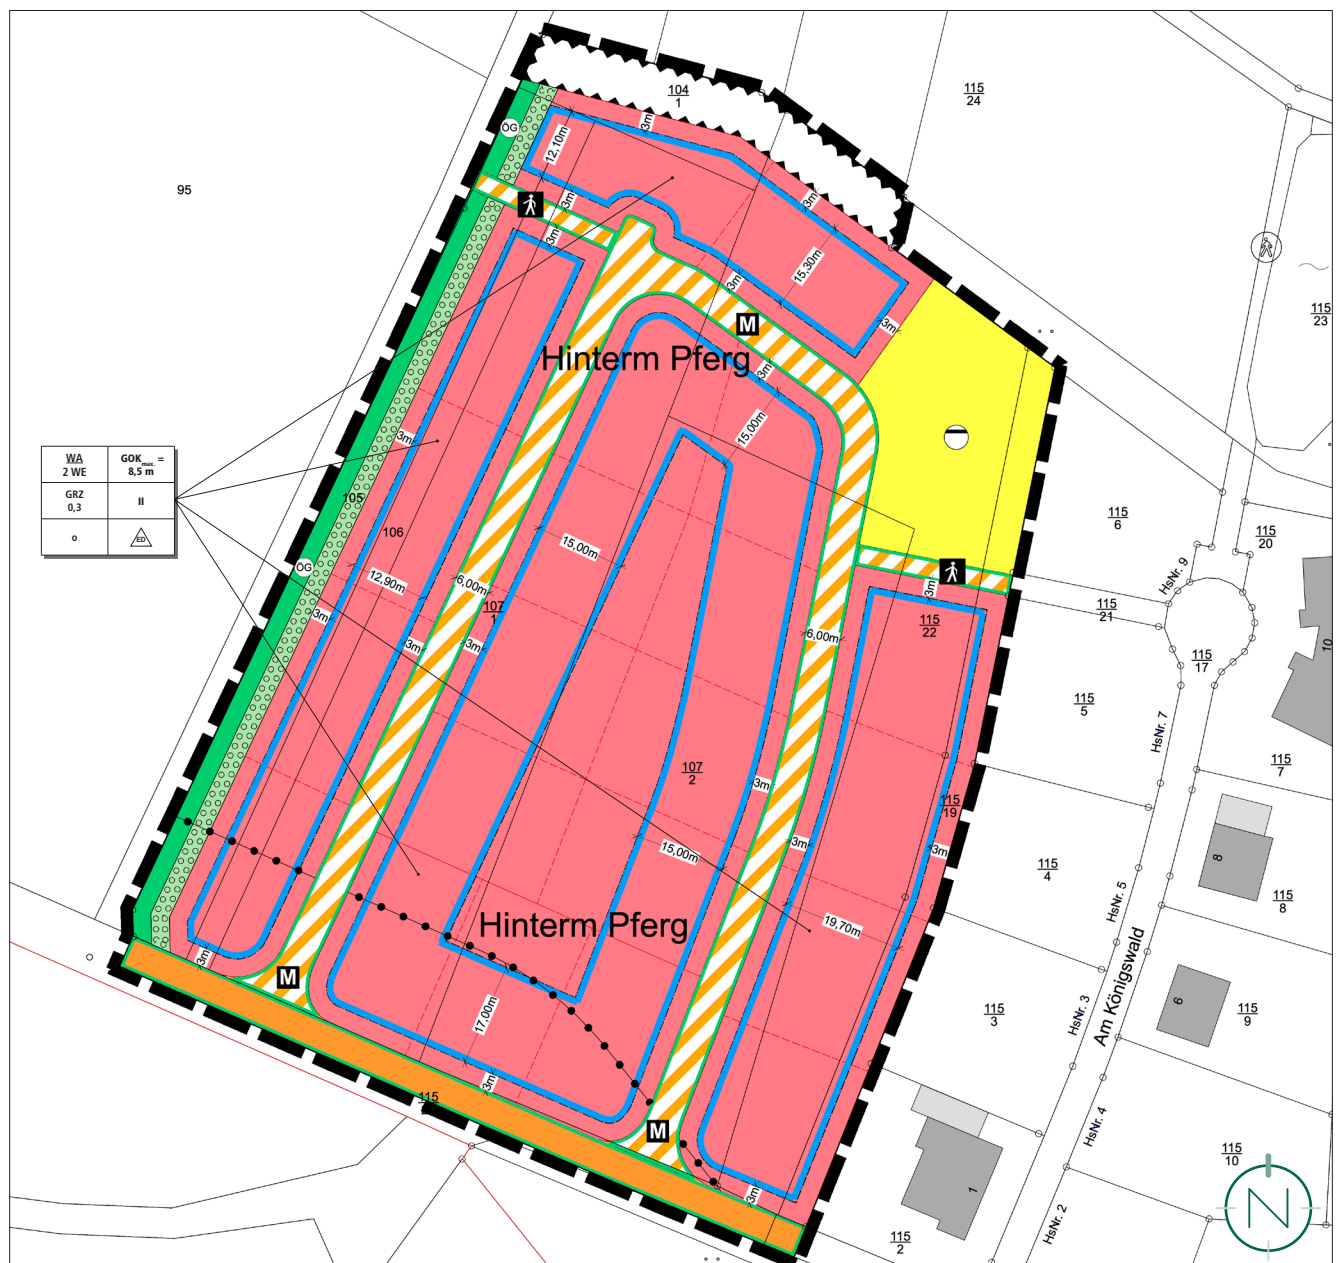 104
1
115
24
95
ÖG
3m
12,10m
3m
3m
3m
3m
15,30m
3m
3m
M
115
23
Hinterm Pferg
3m
15,00m
3m
WA
2 WE
GOK max. =
8,5 m
GRZ
0,3
II
o
ED
105
106
115
6
115
20
15,00m
ÖG
HsNr. 9
12,90m
6,00m
107
1
3m
3m
3m
3m
115
22
115
21
6,00m
10
115
17
115
5
HsNr. 7
107
2
3m
115
7
115
19
3m
15,00m
3m
8
115
4
115
8
HsNr. 5
Hinterm Pferg
19,70m
3m
M
17,00m
Am Königswald
6
115
9
115
3
HsNr. 3
3m
115
M
HsNr. 4
115
10
3m
1
N
HsNr. 2
115
2